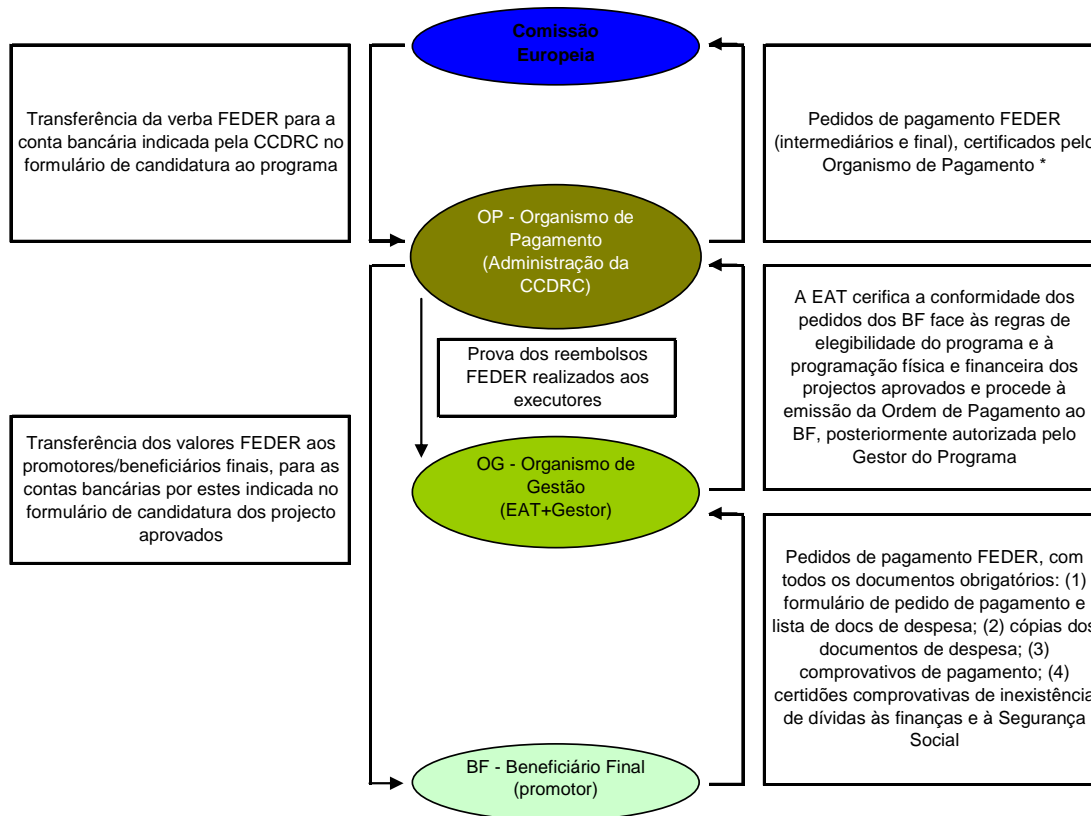 Comissão
Europeia
Transferência da verba FEDER para a
conta bancária indicada pela CCDRC no
formulário de candidatura ao programa
Pedidos de pagamento FEDER
(intermediários e final), certificados pelo
Organismo de Pagamento *
OP - Organismo de
Pagamento
(Administração da
CCDRC)
A EAT cerifica a conformidade dos
pedidos dos BF face às regras de
elegibilidade do programa e à
programação física e financeira dos
projectos aprovados e procede à
emissão da Ordem de Pagamento ao
BF, posteriormente autorizada pelo
Gestor do Programa
Prova dos reembolsos
FEDER realizados aos
executores
Transferência dos valores FEDER aos
promotores/beneficiários finais, para as
contas bancárias por estes indicada no
formulário de candidatura dos projecto
aprovados
OG - Organismo de
Gestão
(EAT+Gestor)
Pedidos de pagamento FEDER, com
todos os documentos obrigatórios: (1)
formulário de pedido de pagamento e
lista de docs de despesa; (2) cópias dos
documentos de despesa; (3)
comprovativos de pagamento; (4)
certidões comprovativas de inexistência
de dívidas às finanças e à Segurança
Social
BF - Beneficiário Final
(promotor)